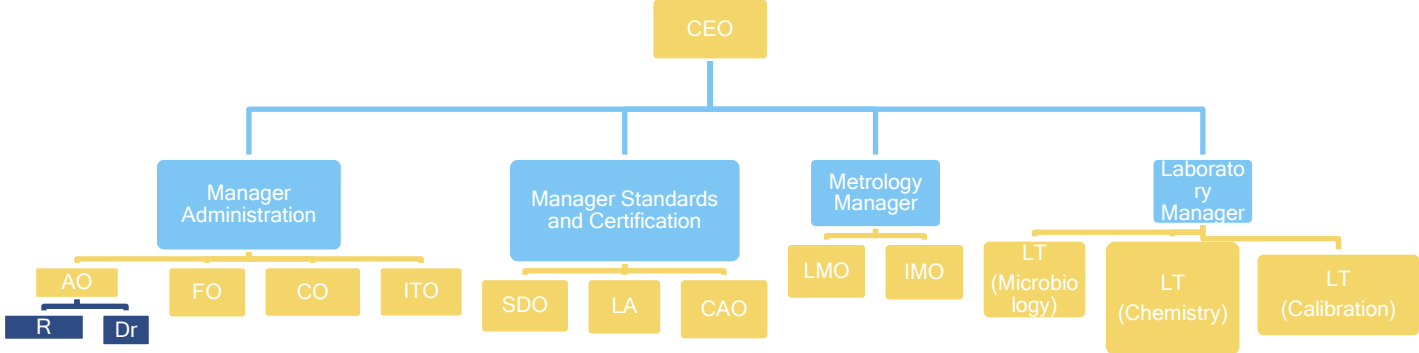 CEO
Manager
Administration
Manager Standards
and Certification
Metrology
Manager
Laborato
ry
Manager
AO
FO
CO
ITO
SDO
LA
CAO
LMO
IMO
LT
(Microbio
logy)
LT
(Chemistry)
LT
(Calibration)
R
Dr